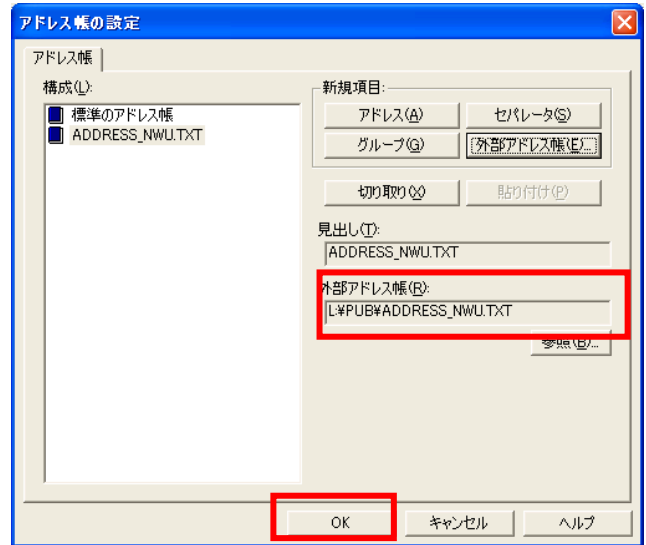 アドレス帳の設定
アドレス帳
構成(L):
標準のアドレス帳
ADDRESS_NWU.TXT
新規項目:
アドレス(A)
セパレータ(S)
グループ(G)
外部アドレス帳(E)...
切り取り(X)
貼り付け(P)
見出し(T):
ADDRESS_NWU.TXT
外部アドレス帳(R):
L:¥PUB¥ADDRESS_NWU.TXT
参照(B)...
OK
キャンセル
ヘルプ